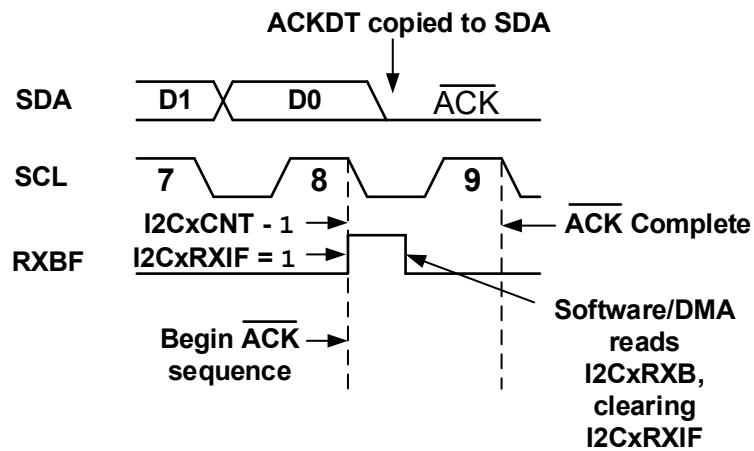 ACKDT copied to SDA
SDA
D1
D0
ACK
SCL
7
8
9
I2CxCNT - 1
ACK Complete
RXBF
I2CxRXIF = 1
Begin ACK
sequence
Software/DMA
reads
I2CxRXB,
clearing
I2CxRXIF